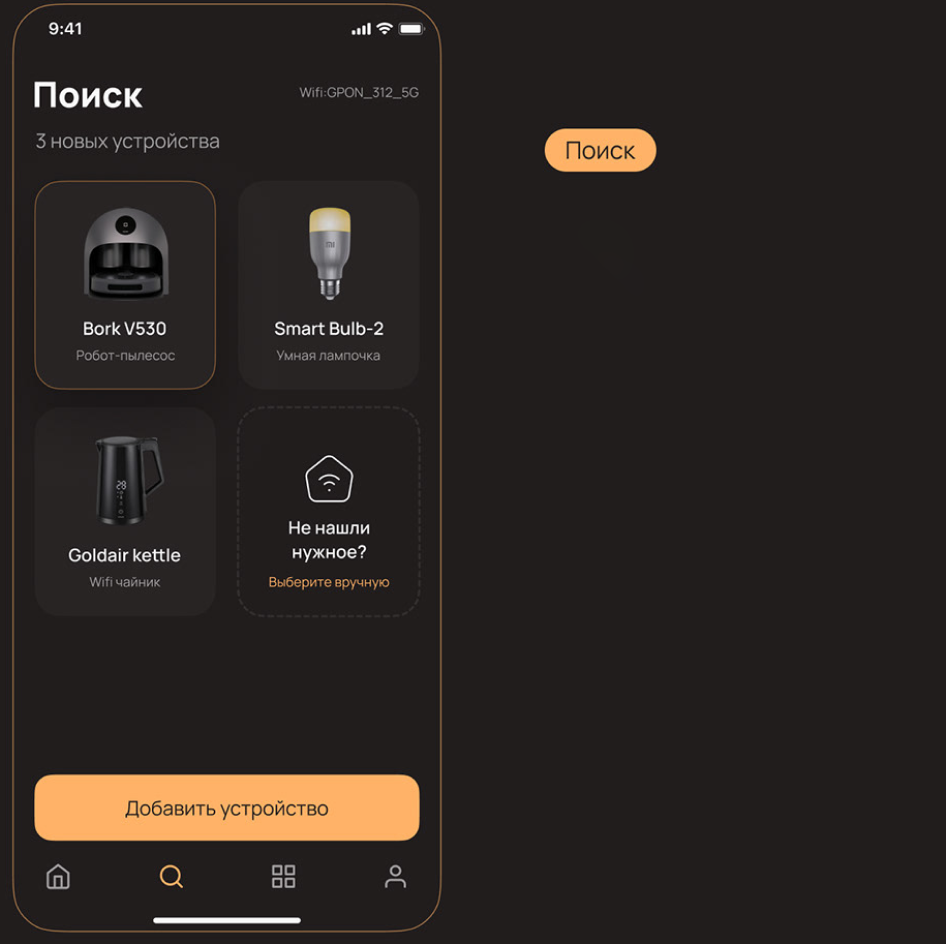 9:41
Поиск
Wifi:GPON_312_5G
3 новых устройства
Поиск
Bork V530
Робот-пылесос
Smart Bulb-2
Умная лампочка
28
Goldair kettle
Wifi чайник
Не нашли
нужное?
Выберите вручную
Добавить устройство